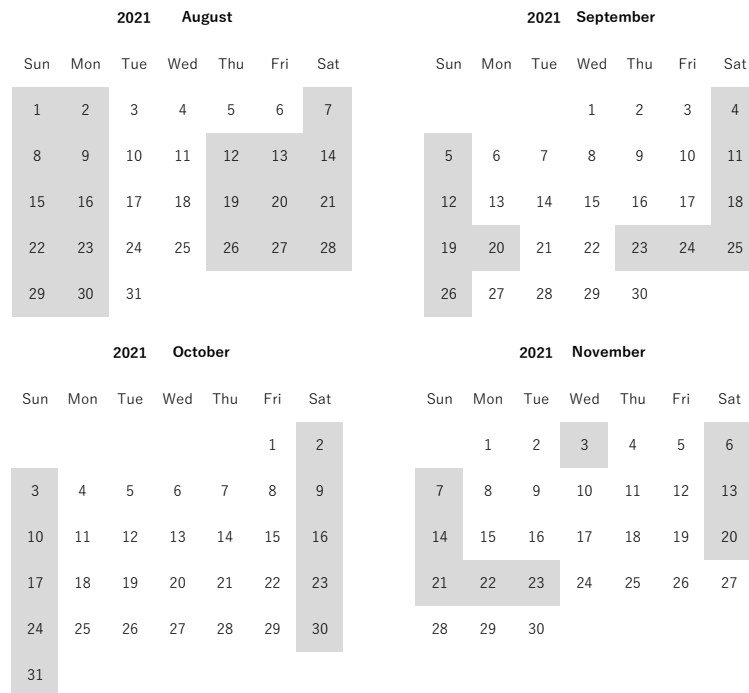 2021 August
Sun Mon Tue Wed Thu Fri Sat
1 2 3 4 5 6 7
8 9 10 11 12 13 14
15 16 17 18 19 20 21
22 23 24 25 26 27 28
29 30 31
2021 September
Sun Mon Tue Wed Thu Fri Sat
1 2 3 4
5 6 7 8 9 10 11
12 13 14 15 16 17 18
19 20 21 22 23 24 25
26 27 28 29 30
2021 October
Sun Mon Tue Wed Thu Fri Sat
1 2
3 4 5 6 7 8 9
10 11 12 13 14 15 16
17 18 19 20 21 22 23
24 25 26 27 28 29 30
31
2021 November
Sun Mon Tue Wed Thu Fri Sat
1 2 3 4 5 6
7 8 9 10 11 12 13
14 15 16 17 18 19 20
21 22 23 24 25 26 27
28 29 30